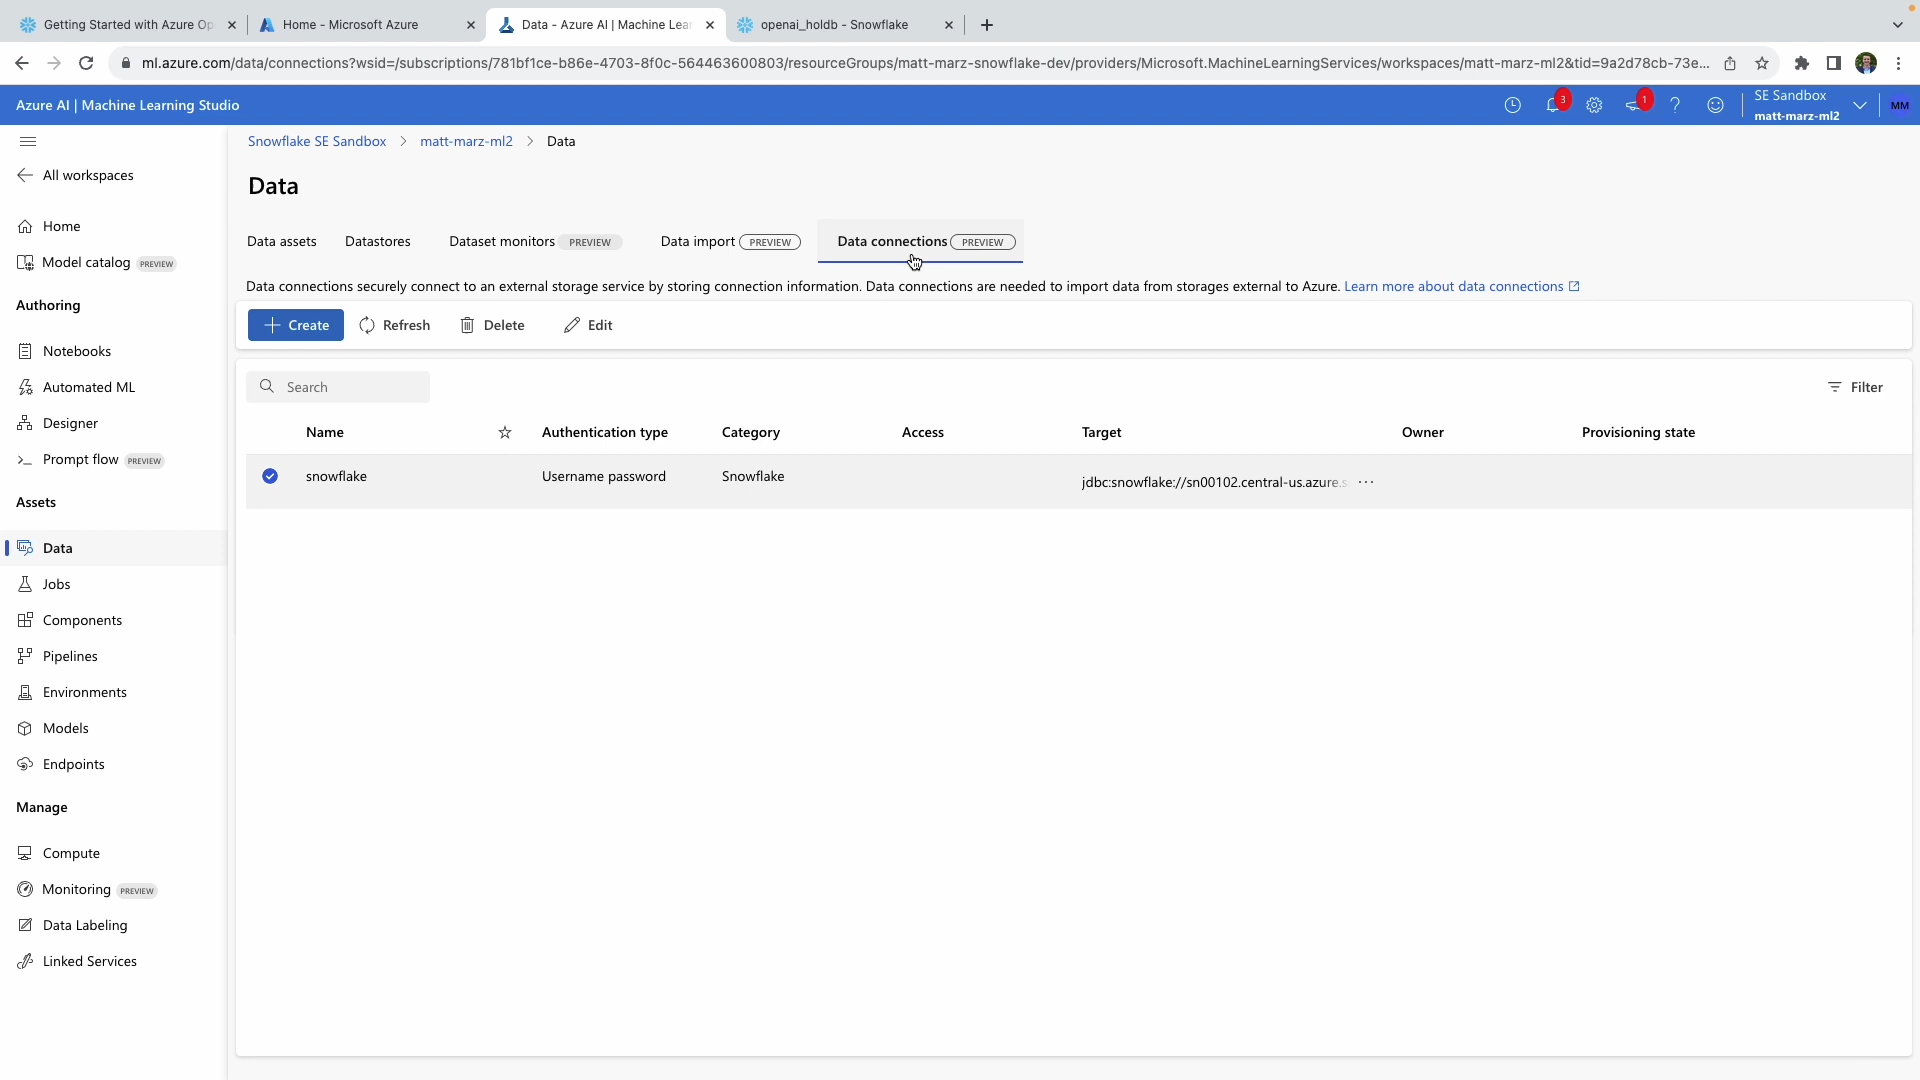 Getting Started with Azure Op
Home - Microsoft Azure
Data - Azure AI | Machine Lear
openai_holdb - Snowflake
ml.azure.com/data/connections?wsid=/subscriptions/781bf1ce-b86e-4703-8f0c-564463600803/resourceGroups/matt-marz-snowflake-dev/providers/Microsoft.MachineLearningServices/workspaces/matt-marz-ml2&tid=9a2d78cb-73e...
Azure AI | Machine Learning Studio
3
1
SE Sandbox
matt-marz-ml2
MM
All workspaces
Home
Model catalog PREVIEW
Authoring
Notebooks
Automated ML
Designer
Prompt flow PREVIEW
Assets
Data
Jobs
Components
Pipelines
Environments
Models
Endpoints
Manage
Compute
Monitoring PREVIEW
Data Labeling
Linked Services
Snowflake SE Sandbox > matt-marz-ml2 > Data
Data
Data assets
Datastores
Dataset monitors PREVIEW
Data import PREVIEW
Data connections PREVIEW
Data connections securely connect to an external storage service by storing connection information. Data connections are needed to import data from storages external to Azure. Learn more about data connections
Create
Refresh
Delete
Edit
Search
Filter
Name Authentication type Category Access Target Owner Provisioning state
snowflake Username password Snowflake jdbc:snowflake://sn00102.central-us.azure.s ...